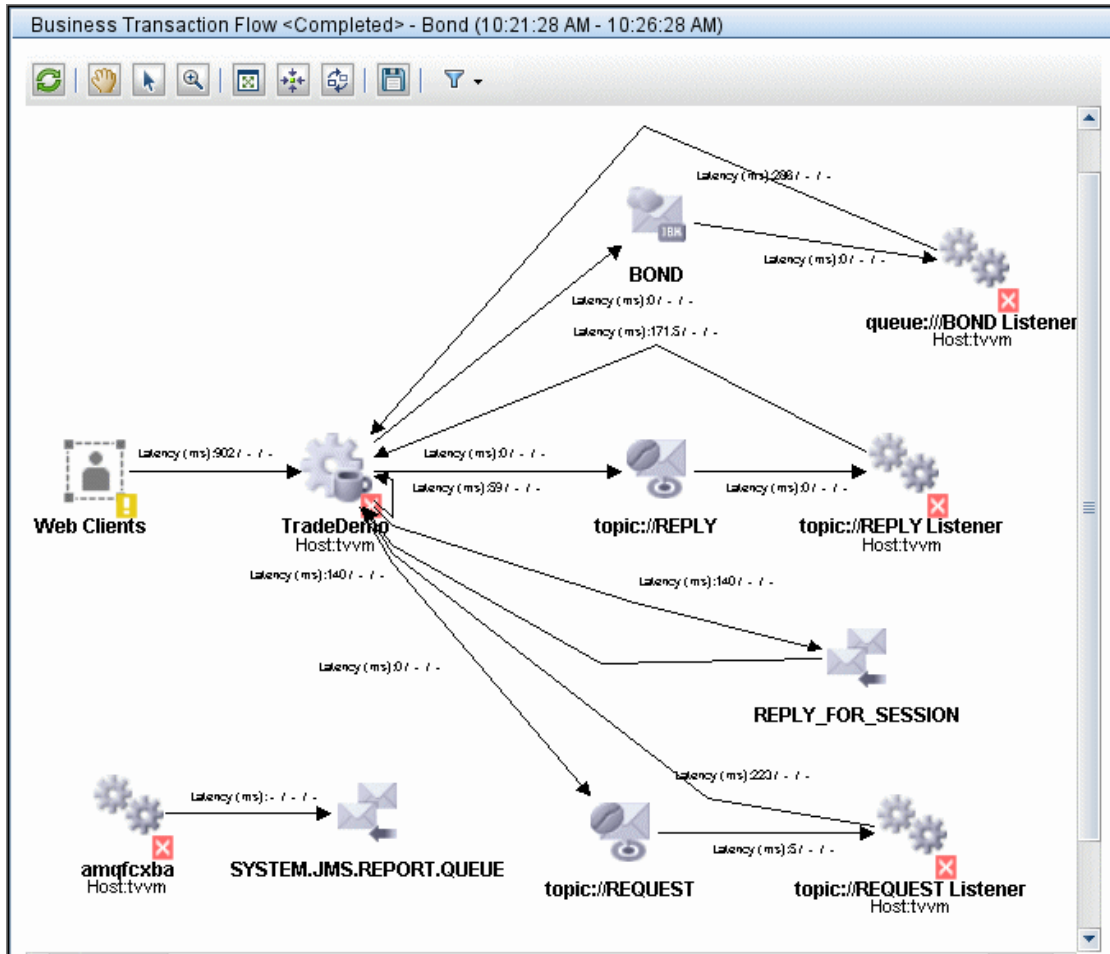 Business Transaction Flow <Completed> - Bond (10:21:28 AM - 10:26:28 AM)
Latency (ms):286 / - / -
IBM
BOND
Latency (ms):0 / - / -
queue:///BOND Listener
Host:tvvm
Latency (ms):0 / - / -
Latency (ms):171.5 / - / -
Latency (ms):902 / - / -
Latency (ms):0 / - / -
Latency (ms):59 / - / -
Latency (ms):0 / - / -
Web Clients
TradeDemo
Host:tvvm
topic://REPLY
topic://REPLY Listener
Host:tvvm
Latency (ms):140 / - / -
Latency (ms):140 / - / -
Latency (ms):0 / - / -
REPLY_FOR_SESSION
Latency (ms):223 / - / -
Latency (ms):- / - / -
Latency (ms):5 / - / -
amqfcxba
Host:tvvm
SYSTEM.JMS.REPORT.QUEUE
topic://REQUEST
topic://REQUEST Listener
Host:tvvm